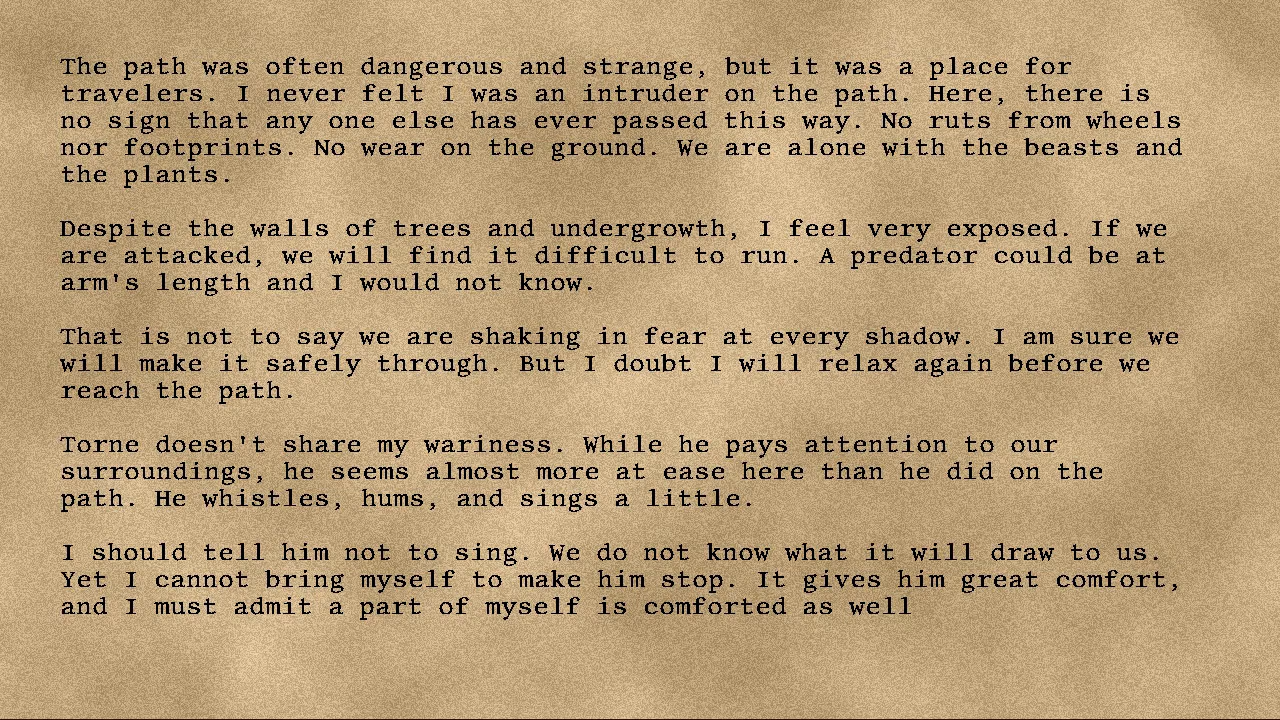 The path was often dangerous and strange, but it was a place for
travelers. I never felt I was an intruder on the path. Here, there is
no sign that any one else has ever passed this way. No ruts from wheels
nor footprints. No wear on the ground. We are alone with the beasts and
the plants.
Despite the walls of trees and undergrowth, I feel very exposed. If we
are attacked, we will find it difficult to run. A predator could be at
arm's length and I would not know.
That is not to say we are shaking in fear at every shadow. I am sure we
will make it safely through. But I doubt I will relax again before we
reach the path.
Torne doesn't share my wariness. While he pays attention to our
surroundings, he seems almost more at ease here than he did on the
path. He whistles, hums, and sings a little.
I should tell him not to sing. We do not know what it will draw to us.
Yet I cannot bring myself to make him stop. It gives him great comfort,
and I must admit a part of myself is comforted as well